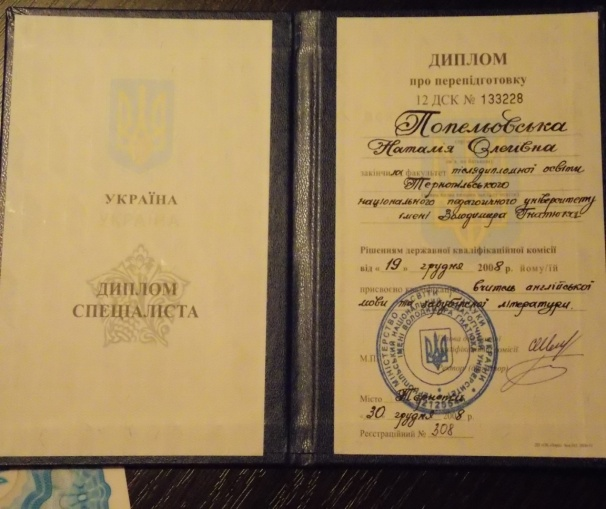 УКРАЇНА
ДИПЛОМ
СПЕЦІАЛІСТА
ДИПЛОМ
про перепідготовку
12 ДСК № 133228
Попельовська
Наталія Олегівна
закінчила факультет післядипломної освіти
Тернопільського
національного педагогічного університету
імені Володимира Гнатюка
Рішенням державної кваліфікаційної комісії
від « 19 » грудня 2008 р. йому/їй
присвоєно вчитель англійської
мови та зарубіжної літератури.
М.П.
Місто Тернопіль
« 30 » грудня 2008 р.
Реєстраційний № 308